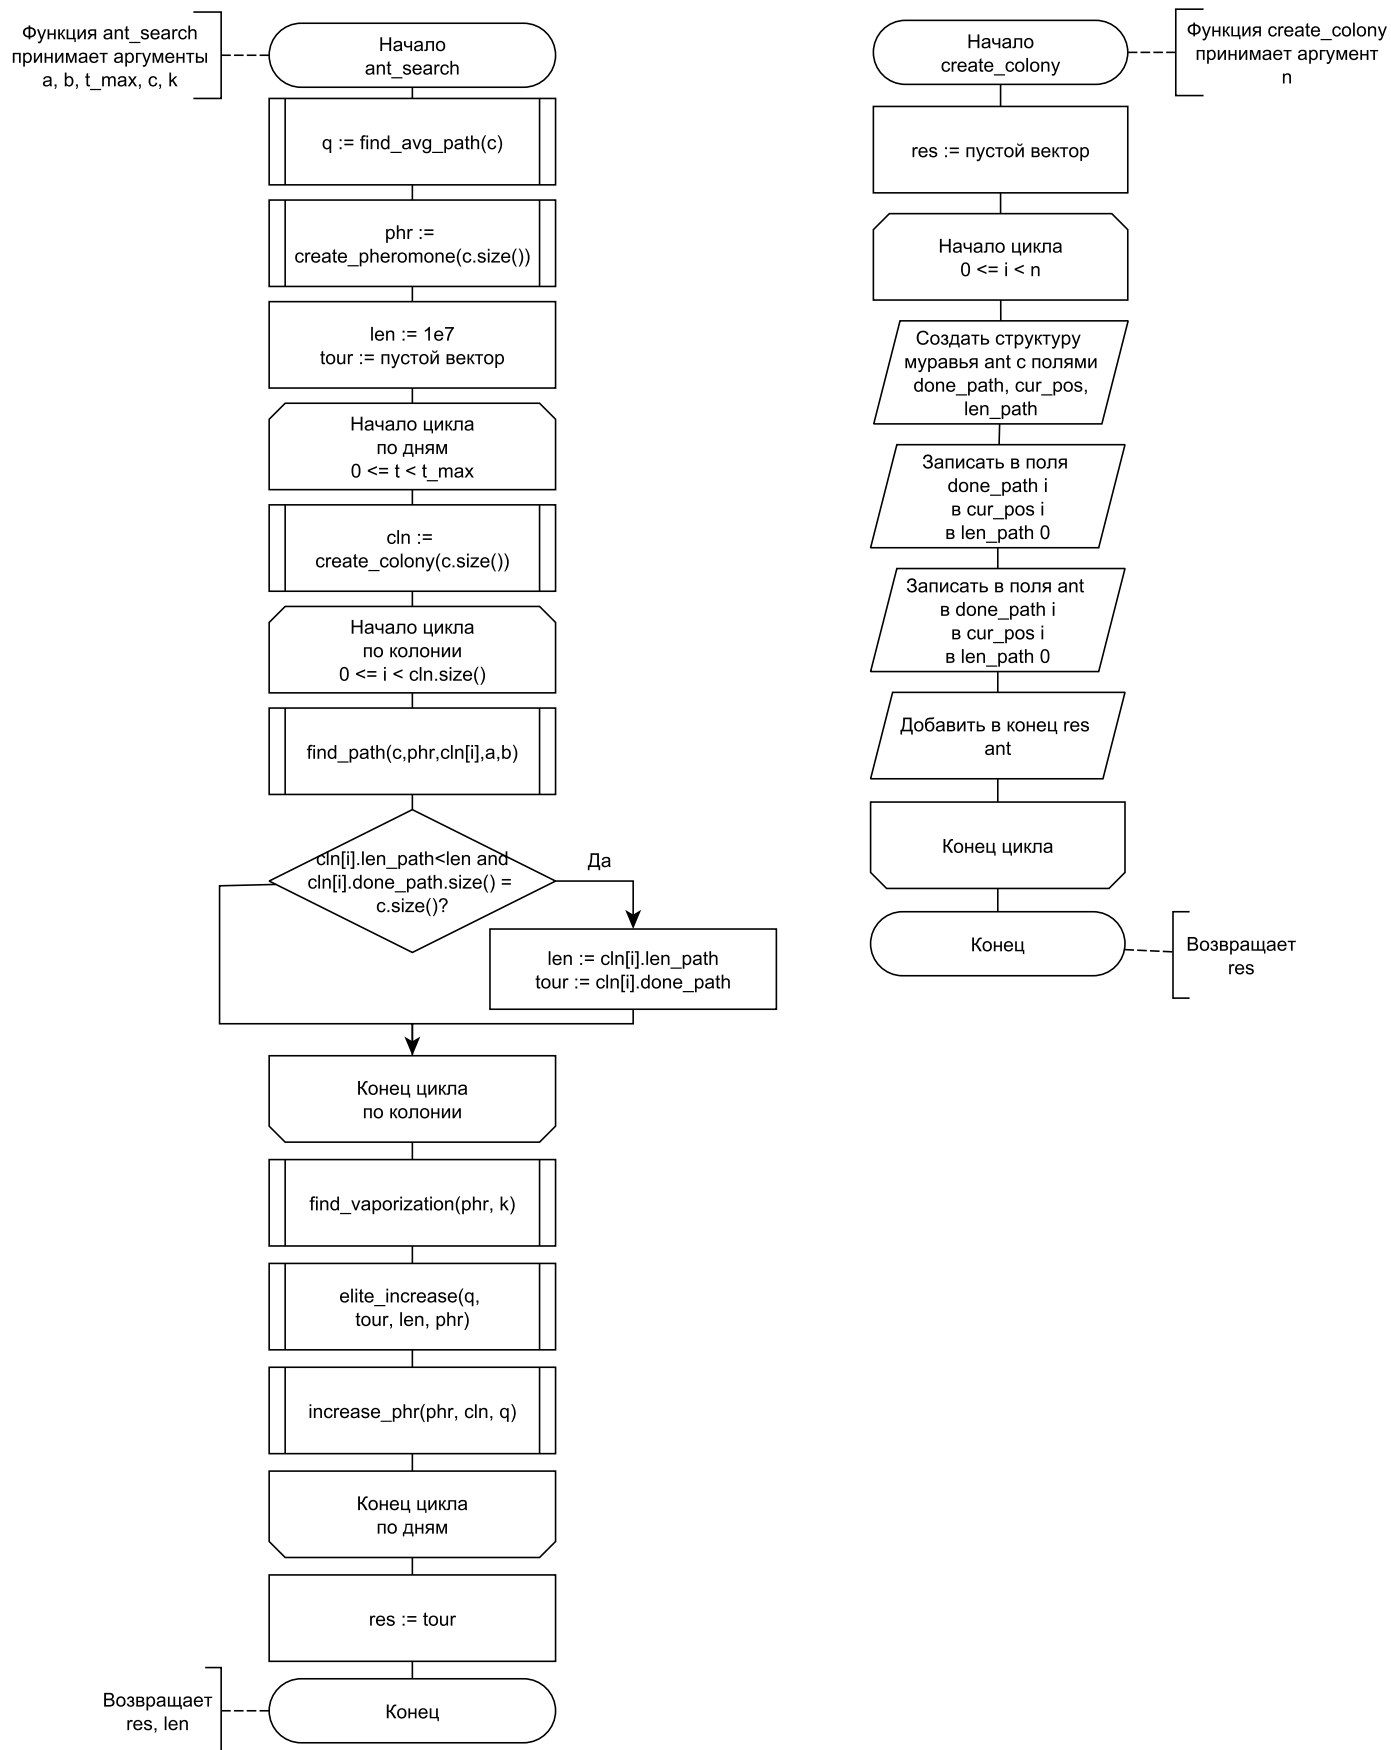 Функция ant_search
принимает аргументы
a, b, t_max, c, k
Начало
ant_search
q := find_avg_path(c)
phr :=
create_pheromone(c.size())
len := 1e7
tour := пустой вектор
Начало цикла
по дням
0 <= t < t_max
cln :=
create_colony(c.size())
Начало цикла
по колонии
0 <= i < cln.size()
find_path(c,phr,cln[i],a,b)
cln[i].len_path<len and
cln[i].done_path.size() =
c.size()?
Да
len := cln[i].len_path
tour := cln[i].done_path
Конец цикла
по колонии
find_vaporization(phr, k)
elite_increase(q,
tour, len, phr)
increase_phr(phr, cln, q)
Конец цикла
по дням
res := tour
Возвращает
res, len
Конец
Начало
create_colony
Функция create_colony
принимает аргумент
n
res := пустой вектор
Начало цикла
0 <= i < n
Создать структуру
муравья ant с полями
done_path, cur_pos,
len_path
Записать в поля
done_path i
в cur_pos i
в len_path 0
Записать в поля ant
в done_path i
в cur_pos i
в len_path 0
Добавить в конец res
ant
Конец цикла
Конец
Возвращает
res